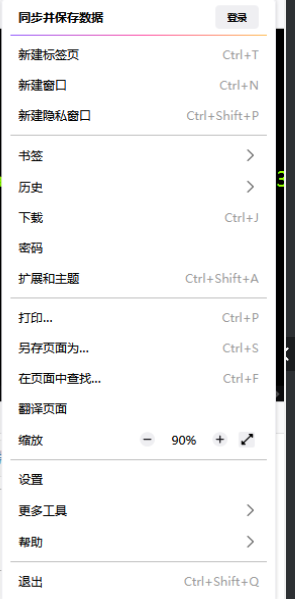 同步并保存数据 登录
新建标签页 Ctrl+T
新建窗口 Ctrl+N
新建隐私窗口 Ctrl+Shift+P
书签
历史
下载 Ctrl+J
密码
扩展和主题 Ctrl+Shift+A
打印... Ctrl+P
另存页面为... Ctrl+S
在页面中查找... Ctrl+F
翻译页面
缩放 − 90% +
设置
更多工具
帮助
退出 Ctrl+Shift+Q
3